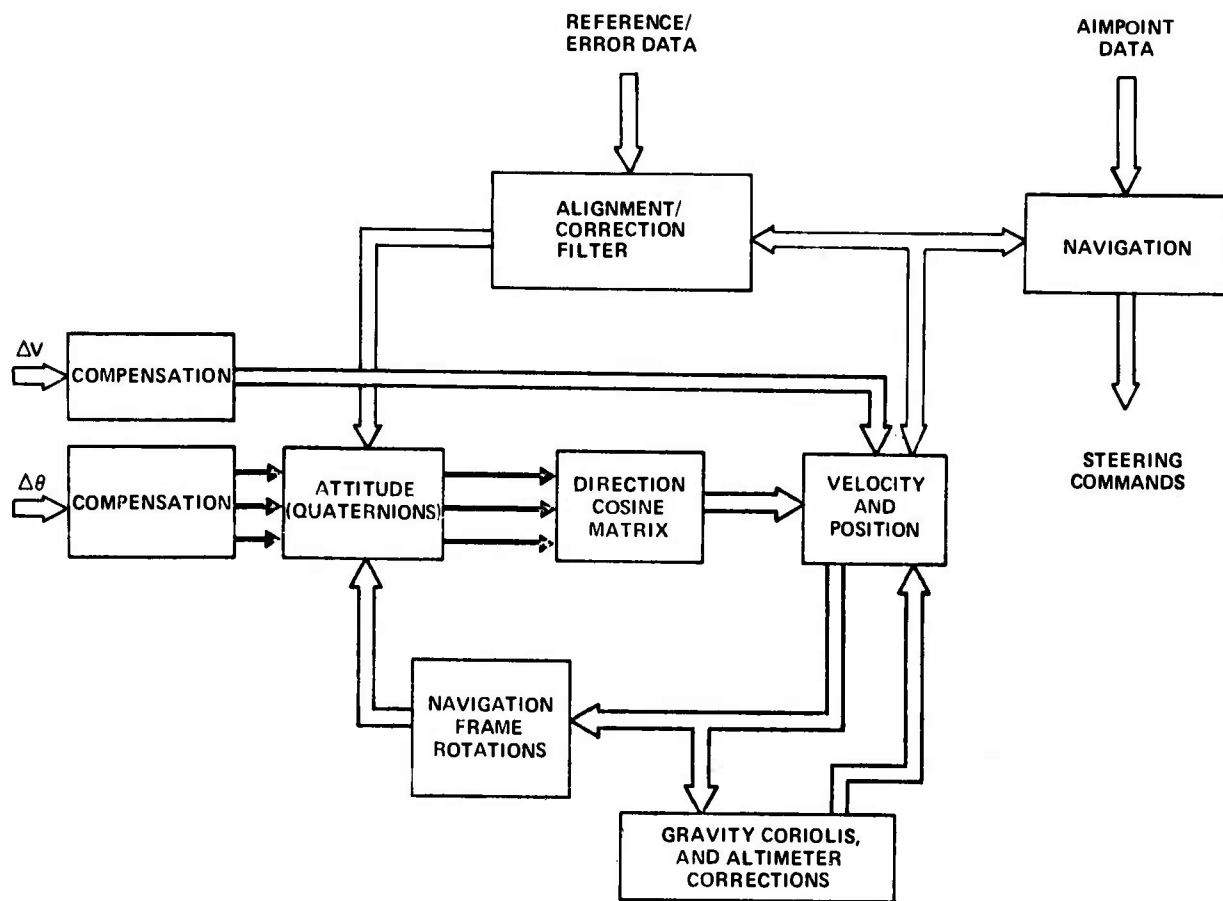 REFERENCE/
ERROR DATA
AIMPOINT
DATA
ALIGNMENT/
CORRECTION
FILTER
NAVIGATION
ΔV
COMPENSATION
Δθ
COMPENSATION
ATTITUDE
(QUATERNIONS)
DIRECTION
COSINE
MATRIX
VELOCITY
AND
POSITION
STEERING
COMMANDS
NAVIGATION
FRAME
ROTATIONS
GRAVITY CORIOLIS,
AND ALTIMETER
CORRECTIONS